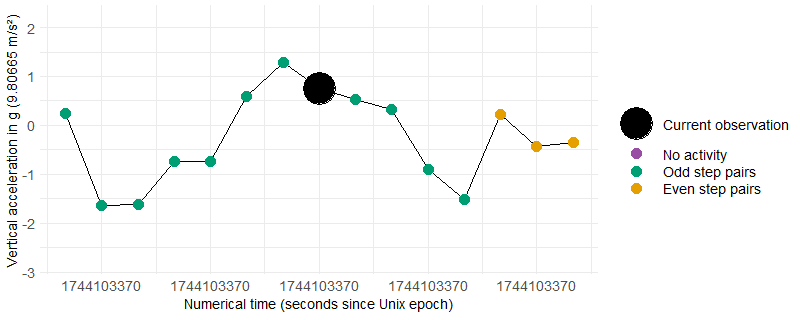 Vertical acceleration in g (9.80665 m/s²)
2
1
0
-1
-2
-3
1744103370 1744103370 1744103370 1744103370 1744103370
Numerical time (seconds since Unix epoch)
Current observation
No activity
Odd step pairs
Even step pairs